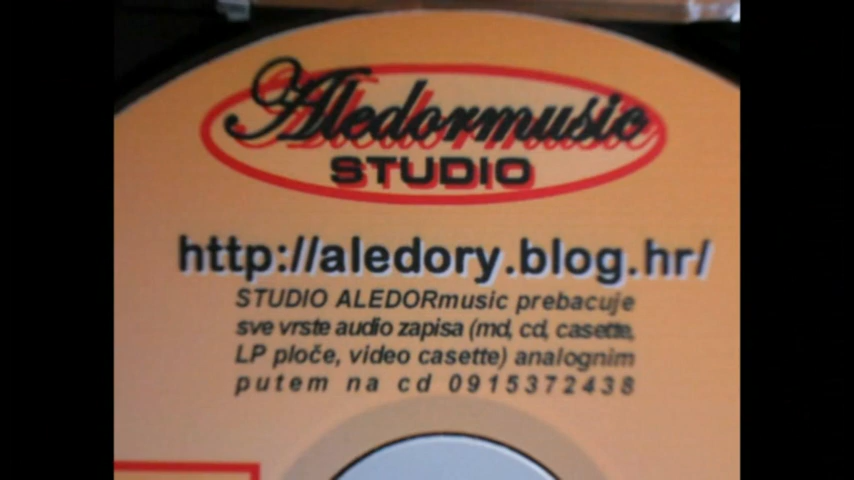 Aledormusic
STUDIO
http://aledory.blog.hr/
STUDIO ALEDORmusic prebacuje
sve vrste audio zapisa (md, cd, casette,
LP ploče, video casette) analognim
putem na cd 0915372438